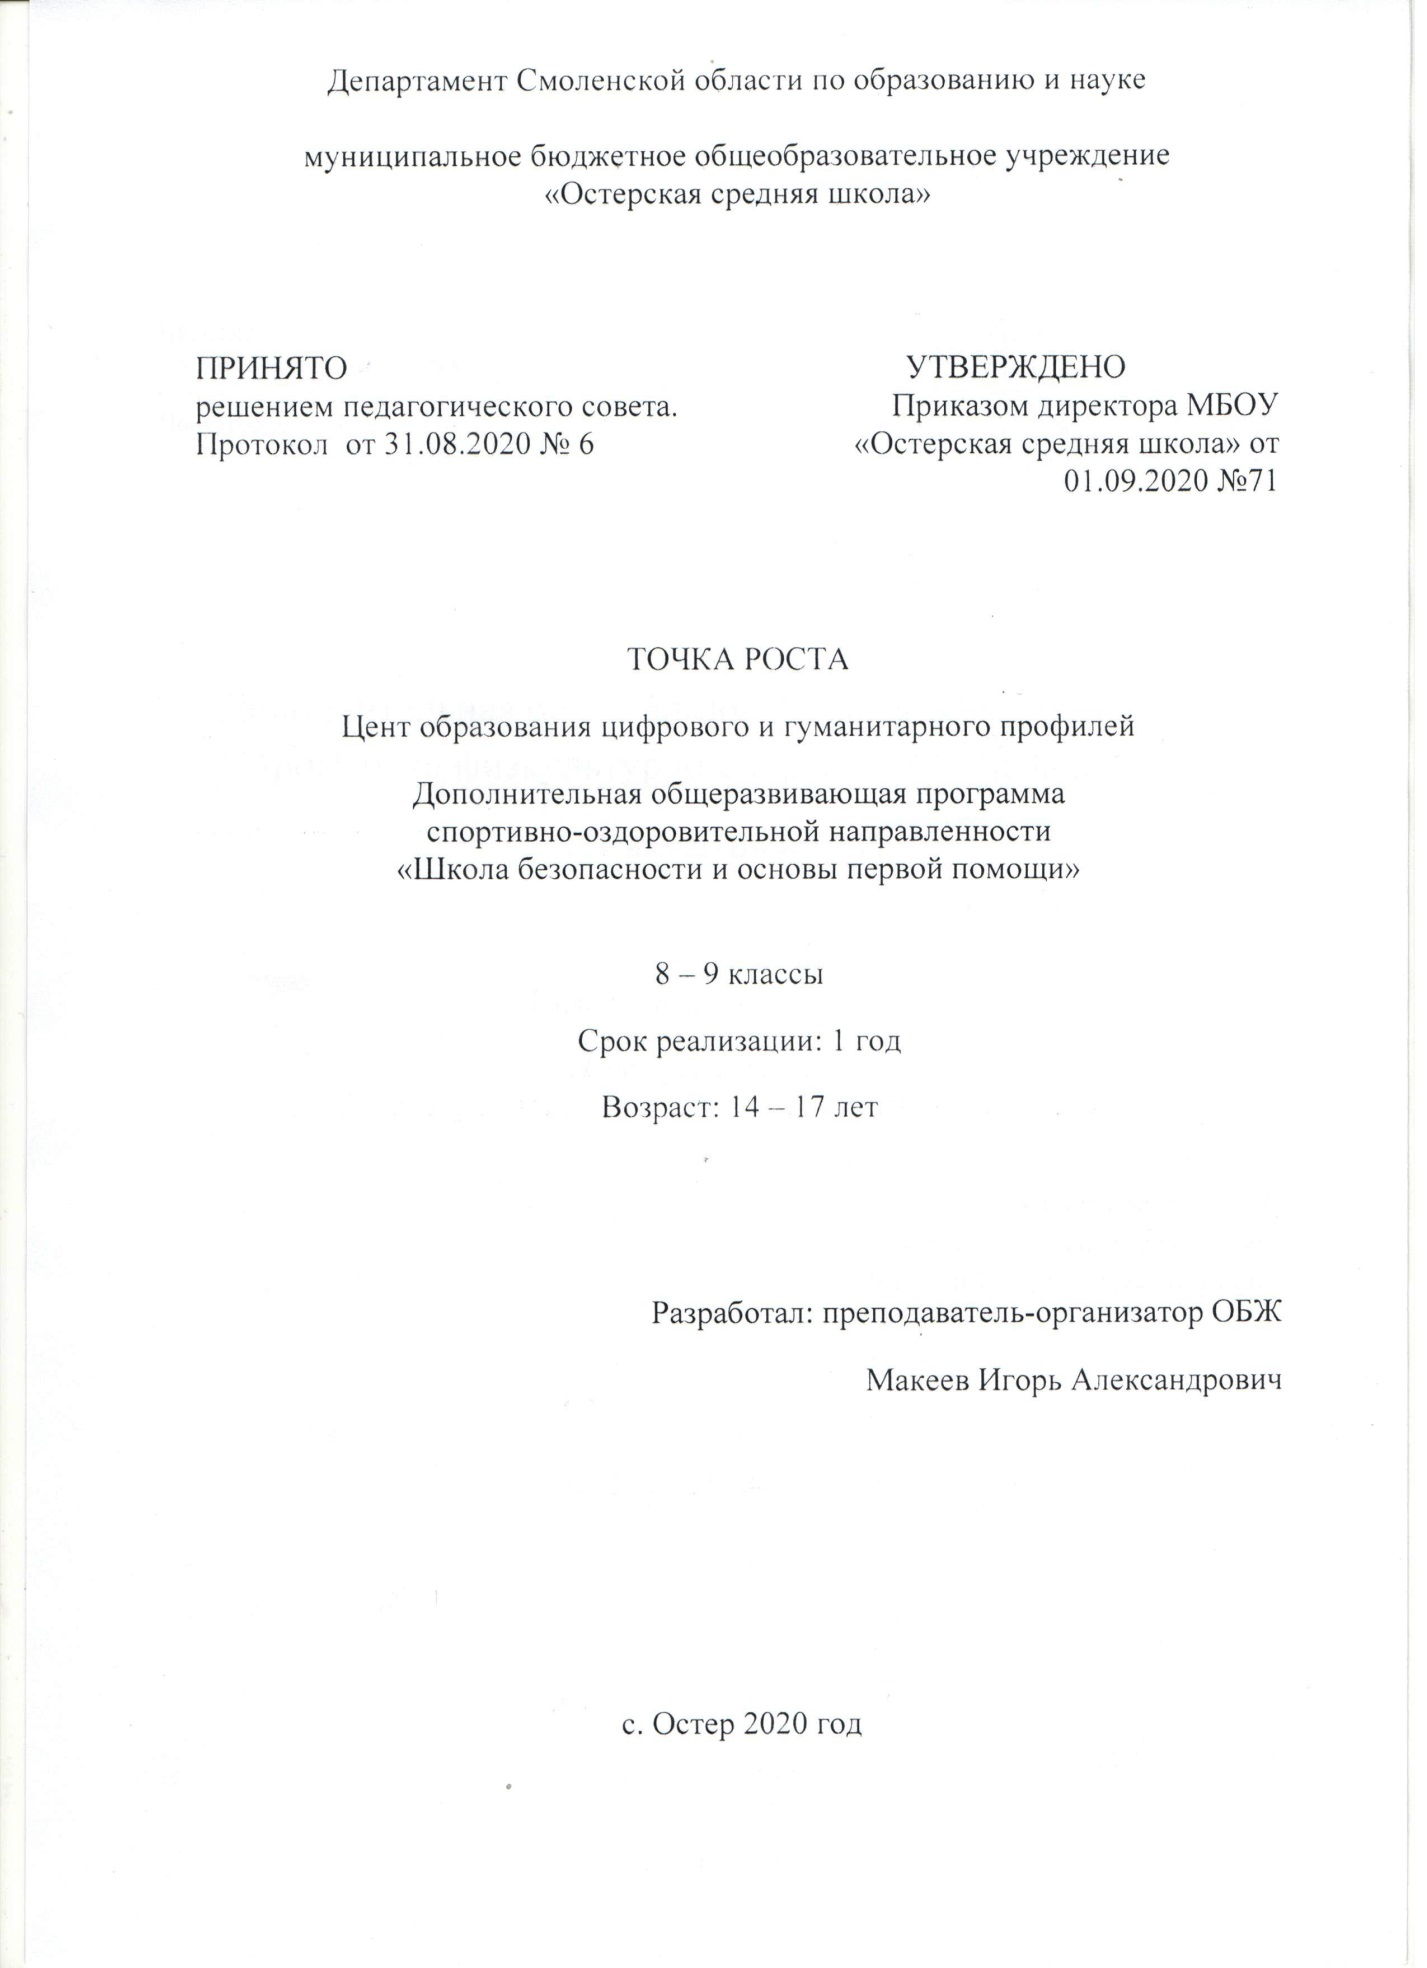 Департамент Смоленской области по образованию и науке
муниципальное бюджетное общеобразовательное учреждение
«Остерская средняя школа»
ПРИНЯТО
решением педагогического совета.
Протокол от 31.08.2020 № 6
УТВЕРЖДЕНО
Приказом директора МБОУ
«Остерская средняя школа» от
01.09.2020 №71
ТОЧКА РОСТА
Цент образования цифрового и гуманитарного профилей
Дополнительная общеразвивающая программа
спортивно-оздоровительной направленности
«Школа безопасности и основы первой помощи»
8 – 9 классы
Срок реализации: 1 год
Возраст: 14 – 17 лет
Разработал: преподаватель-организатор ОБЖ
Макеев Игорь Александрович
с. Остер 2020 год